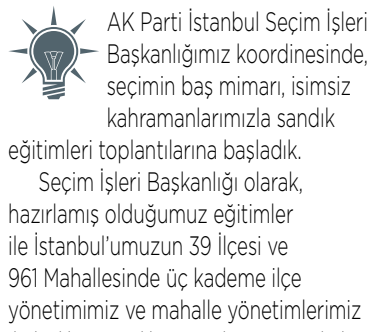 AK Parti İstanbul Seçim İşleri
Başkanlığımız koordinesinde,
seçimin baş mimarı, isimsiz
kahramanlarımızla sandık
eğitimleri toplantılarına başladık.
Seçim İşleri Başkanlığı olarak,
hazırlamış olduğumuz eğitimler
ile İstanbul’umuzun 39 İlçesi ve
961 Mahallesinde üç kademe ilçe
yönetimimiz ve mahalle yönetimlerimiz